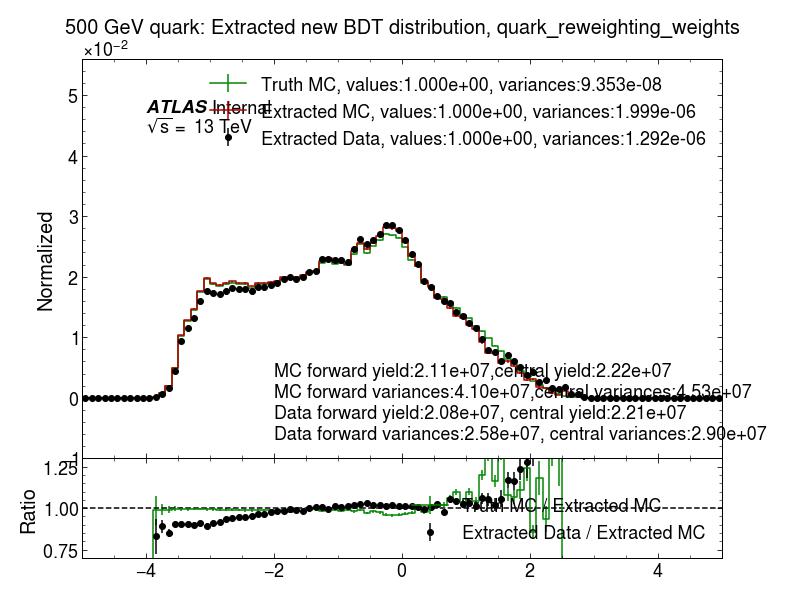 500 GeV quark: Extracted new BDT distribution, quark_reweighting_weights
×10⁻²
Truth MC, values:1.000e+00, variances:9.353e-08
ATLAS Internal
Extracted MC, values:1.000e+00, variances:1.999e-06
√s = 13 TeV
Extracted Data, values:1.000e+00, variances:1.292e-06
5
4
3
2
1
0
Normalized
MC forward yield:2.11e+07,central yield:2.22e+07
MC forward variances:4.10e+07,central variances:4.53e+07
Data forward yield:2.08e+07, central yield:2.21e+07
Data forward variances:2.58e+07, central variances:2.90e+07
1.25
1.00
0.75
Ratio
Truth MC / Extracted MC
Extracted Data / Extracted MC
−4 −2 0 2 4